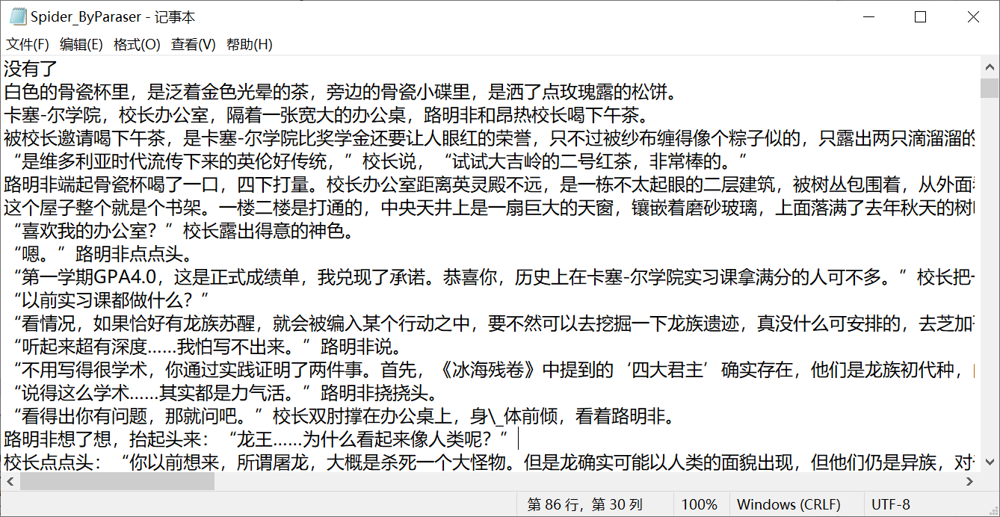 Spider_ByParaser - 记事本
文件(F) 编辑(E) 格式(O) 查看(V) 帮助(H)
没有了
白色的骨瓷杯里，是泛着金色光晕的茶，旁边的骨瓷小碟里，是洒了点玫瑰露的松饼。
卡塞-尔学院，校长办公室，隔着一张宽大的办公桌，路明非和昂热校长喝下午茶。
被校长邀请喝下午茶，是卡塞-尔学院比奖学金还要让人眼红的荣誉，只不过被纱布缠得像个粽子似的，只露出两只滴溜溜的
“是维多利亚时代流传下来的英伦好传统，”校长说，“试试大吉岭的二号红茶，非常棒的。”
路明非端起骨瓷杯喝了一口，四下打量。校长办公室距离英灵殿不远，是一栋不太起眼的二层建筑，被树丛包围着，从外面
这个屋子整个就是个书架。一楼二楼是打通的，中央天井上是一扇巨大的天窗，镶嵌着磨砂玻璃，上面落满了去年秋天的树
“喜欢我的办公室？”校长露出得意的神色。
“嗯。”路明非点点头。
“第一学期GPA4.0，这是正式成绩单，我兑现了承诺。恭喜你，历史上在卡塞-尔学院实习课拿满分的人可不多。”校长把
“以前实习课都做什么？”
“看情况，如果恰好有龙族苏醒，就会被编入某个行动之中，要不然可以去挖掘一下龙族遗迹，真没什么可安排的，去芝加
“听起来超有深度……我怕写不出来。”路明非说。
“不用写得很学术，你通过实践证明了两件事。首先，《冰海残卷》中提到的‘四大君主’确实存在，他们是龙族初代种，
“说得这么学术……其实都是力气活。”路明非挠挠头。
“看得出你有问题，那就问吧。”校长双肘撑在办公桌上，身\_体前倾，看着路明非。
路明非想了想，抬起头来：“龙王……为什么看起来像人类呢？”
校长点点头：“你以前想来，所谓屠龙，大概是杀死一个大怪物。但是龙确实可能以人类的面貌出现，但他们仍是异族，对
第 86 行，第 30 列 100% Windows (CRLF) UTF-8